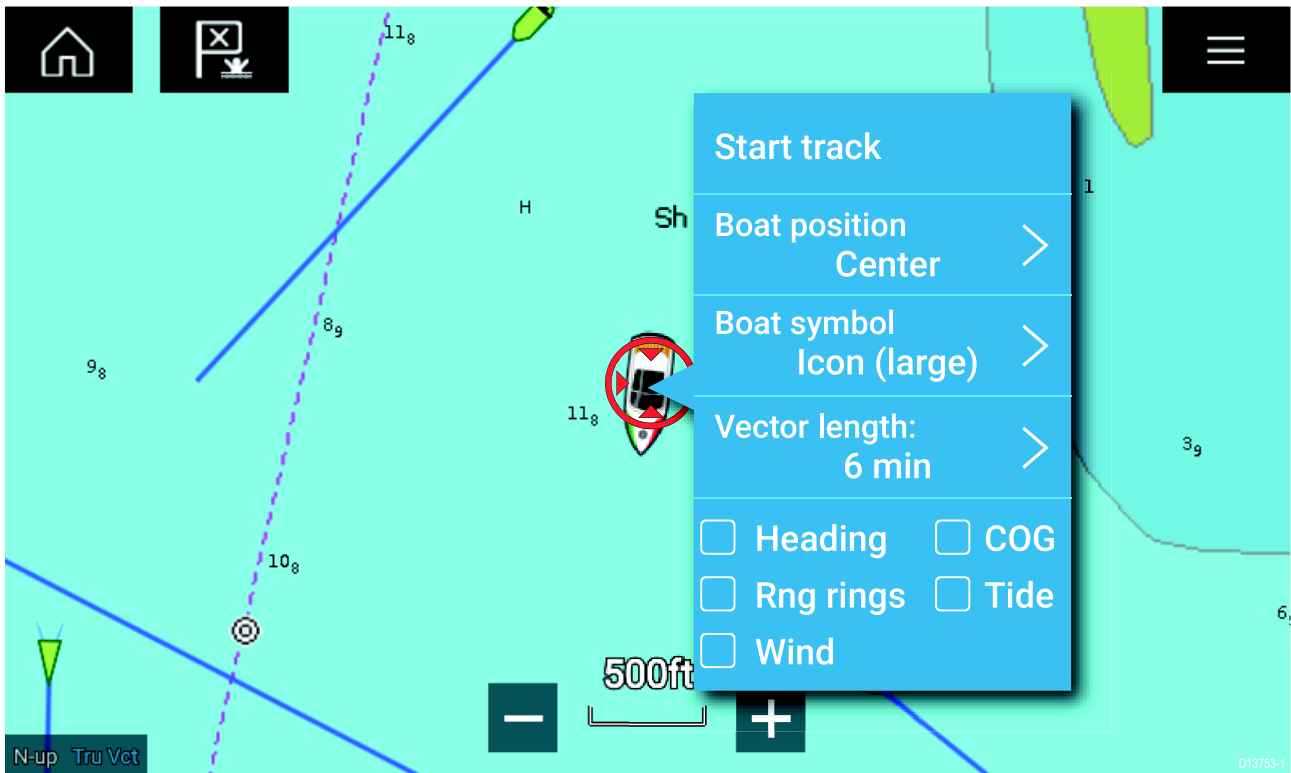 11₈
Start track
1
H
Sh
Boat position
Center
Boat symbol
Icon (large)
8₉
9₈
11₈
Vector length:
6 min
3₉
Heading
COG
10₈
Rng rings
Tide
6
Wind
500ft
N-up Tru Vct
D13753-1